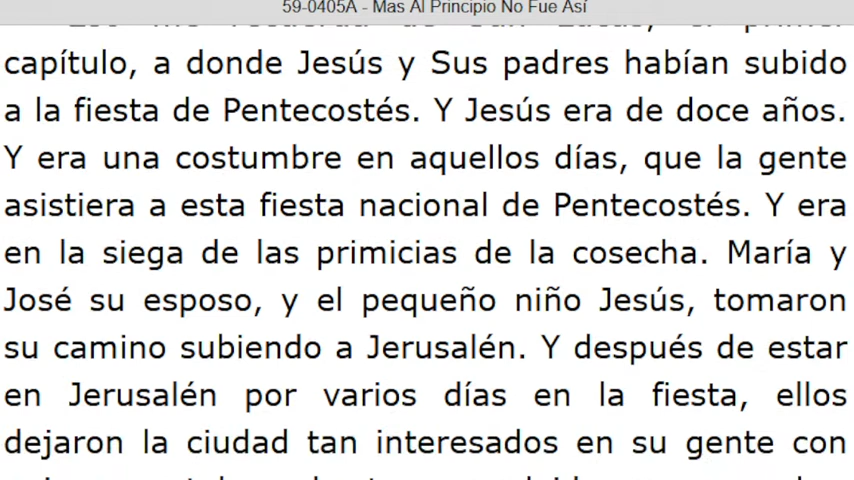 59-0405A - Mas Al Principio No Fue Así
capítulo, a donde Jesús y Sus padres habían subido
a la fiesta de Pentecostés. Y Jesús era de doce años.
Y era una costumbre en aquellos días, que la gente
asistiera a esta fiesta nacional de Pentecostés. Y era
en la siega de las primicias de la cosecha. María y
José su esposo, y el pequeño niño Jesús, tomaron
su camino subiendo a Jerusalén. Y después de estar
en Jerusalén por varios días en la fiesta, ellos
dejaron la ciudad tan interesados en su gente con